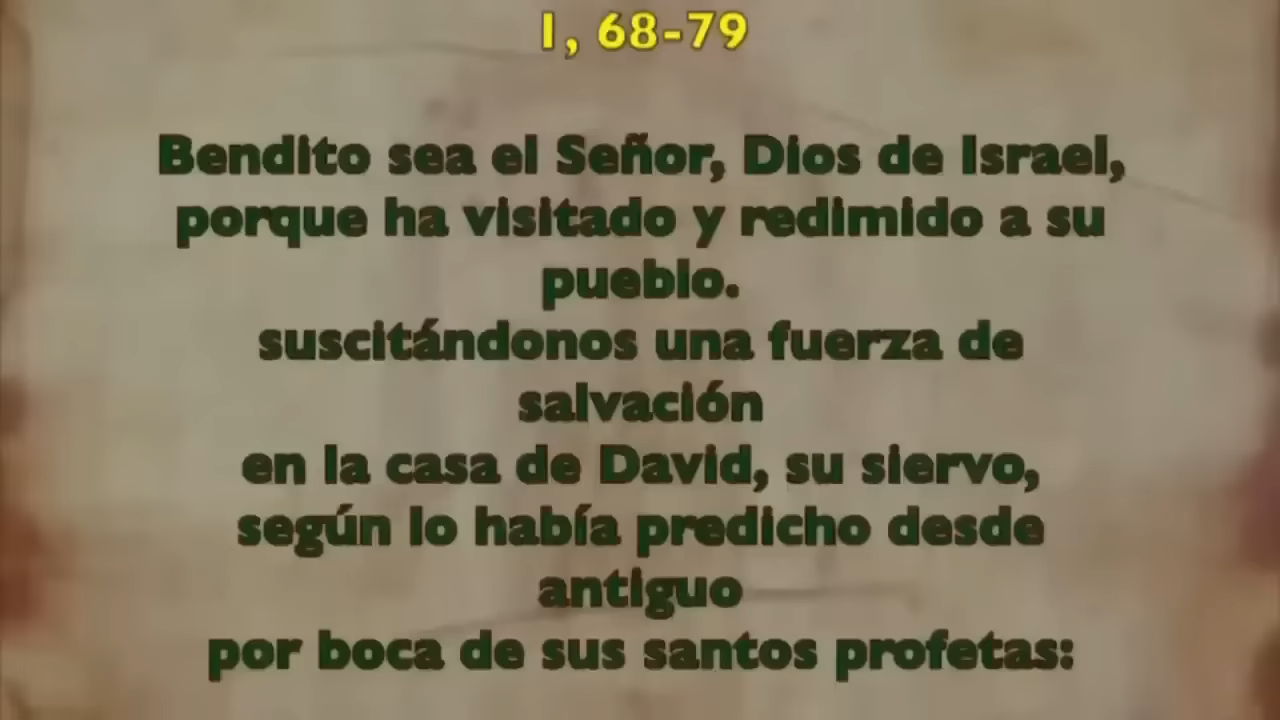 1, 68-79
Bendito sea el Señor, Dios de Israel,
porque ha visitado y redimido a su
pueblo.
suscitándonos una fuerza de
salvación
en la casa de David, su siervo,
según lo había predicho desde
antiguo
por boca de sus santos profetas: